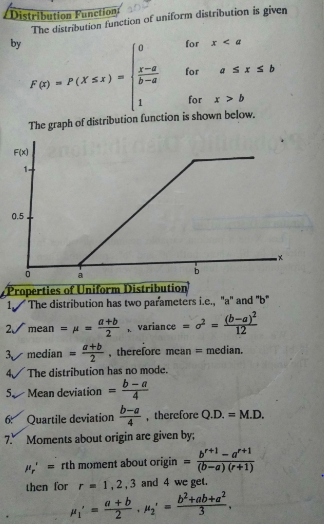 Distribution Function:
The distribution function of uniform distribution is given
by
F(x) = P(X ≤ x) = { 0 for x < a
x−a / b−a for a ≤ x ≤ b
1 for x > b
The graph of distribution function is shown below.
F(x)
1
0.5
0 a b x
Properties of Uniform Distribution
1. The distribution has two parameters i.e., "a" and "b"
2. mean = μ = a+b / 2 , variance = σ² = (b−a)² / 12
3. median = a+b / 2 , therefore mean = median.
4. The distribution has no mode.
5. Mean deviation = b − a / 4
6. Quartile deviation b−a / 4 , therefore Q.D. = M.D.
7. Moments about origin are given by;
μᵣ′ = rth moment about origin = bʳ⁺¹ − aʳ⁺¹ / (b−a) (r+1)
then for r = 1, 2, 3 and 4 we get.
μ₁′ = a + b / 2 , μ₂′ = b²+ab+a² / 3 ,